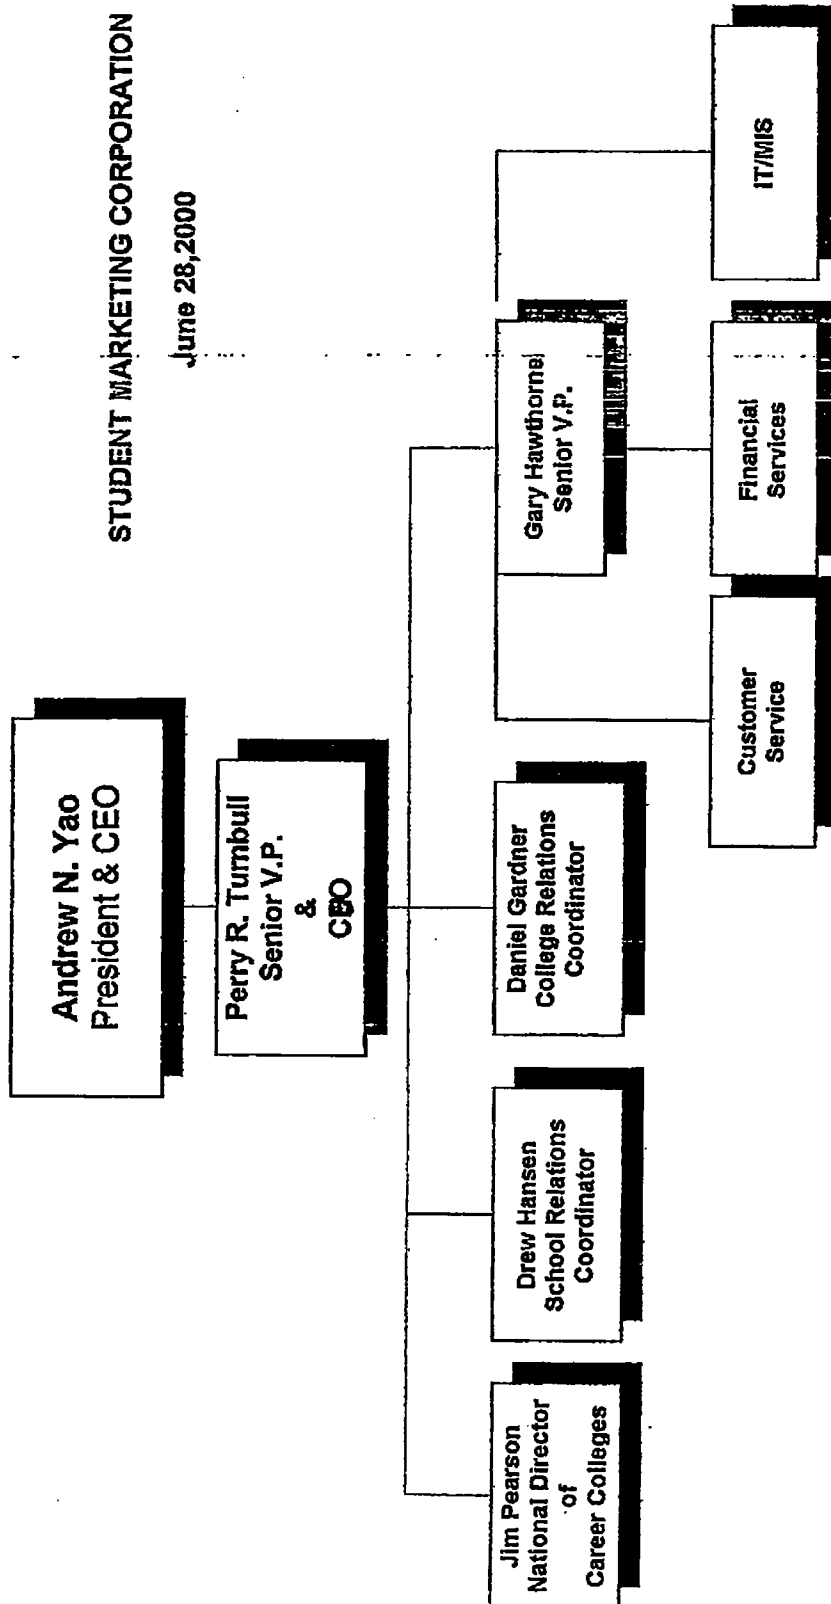 STUDENT MARKETING CORPORATION
June 28,2000
Andrew N. Yao
President & CEO
Perry R. Turnbull
Senior V.P.
&
Jim Pearson
National Director
of
Career Colleges
Drew Hansen
School Relations
Coordinator
Daniel Gardner
College Relations
Coordinator
Gary Hawthorne
Senior V.P.
Customer
Service
Financial
Services
IT/MIS